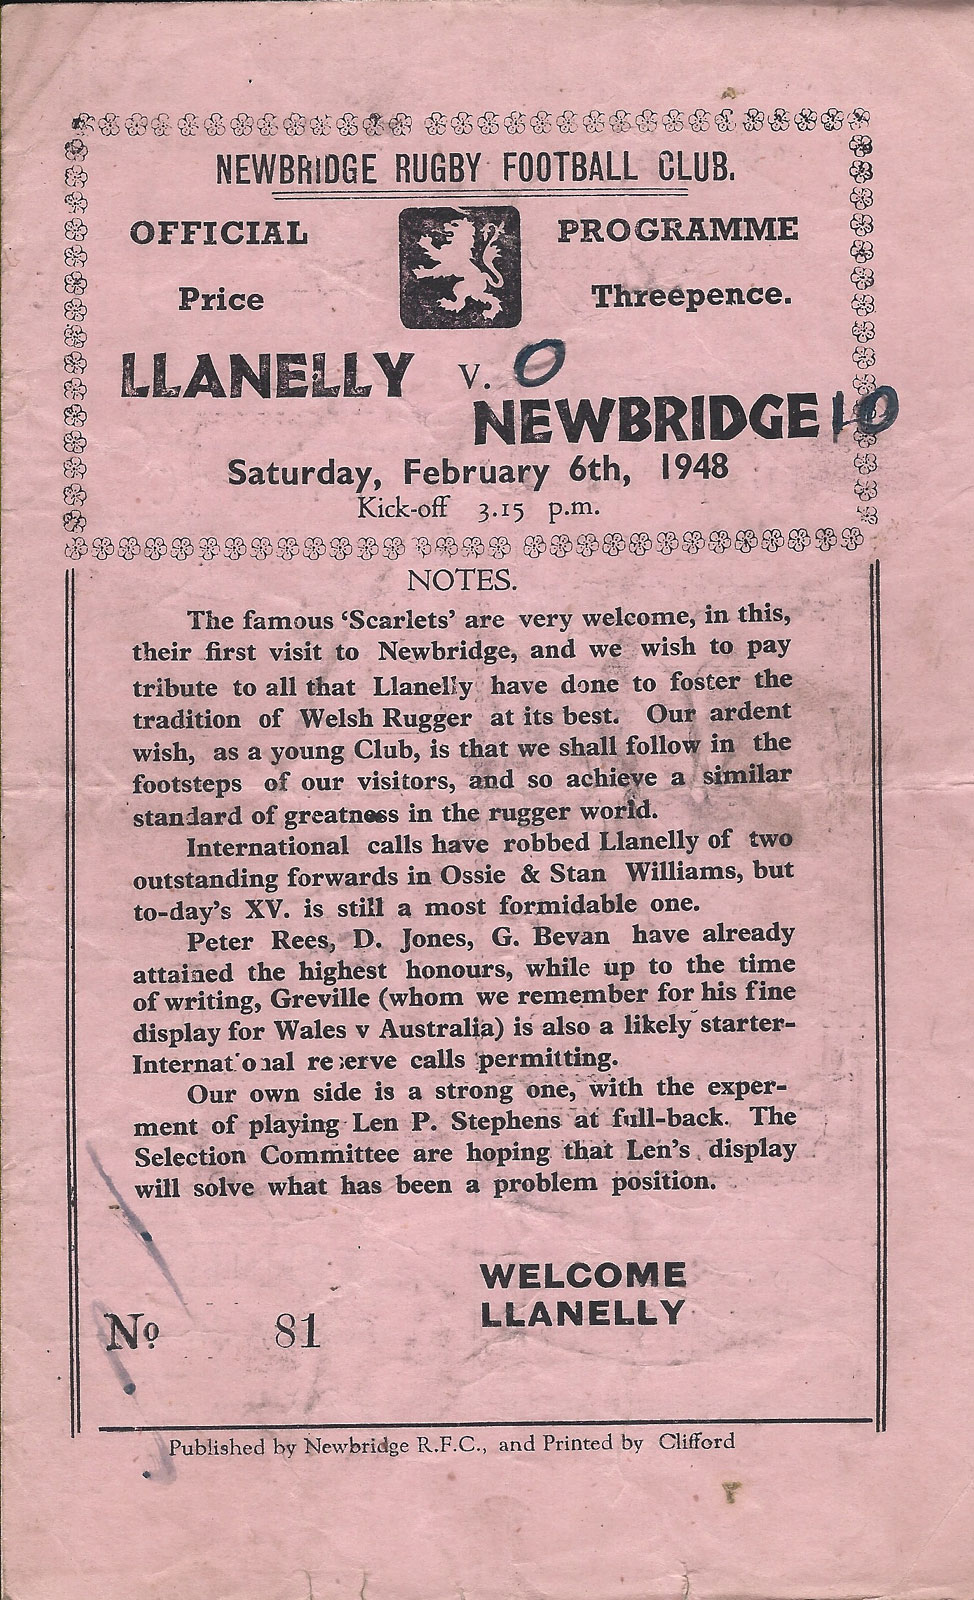 NEWBRIDGE RUGBY FOOTBALL CLUB.
OFFICIAL PROGRAMME
Price Threepence.
LLANELLY V. 0
NEWBRIDGE 10
Saturday, February 6th, 1948
Kick-off 3.15 p.m.
NOTES.
The famous ‘Scarlets’ are very welcome, in this,
their first visit to Newbridge, and we wish to pay
tribute to all that Llanelly have done to foster the
tradition of Welsh Rugger at its best. Our ardent
wish, as a young Club, is that we shall follow in the
footsteps of our visitors, and so achieve a similar
standard of greatness in the rugger world.
International calls have robbed Llanelly of two
outstanding forwards in Ossie & Stan Williams, but
to-day's XV. is still a most formidable one.
Peter Rees, D. Jones, G. Bevan have already
attained the highest honours, while up to the time
of writing, Greville (whom we remember for his fine
display for Wales v Australia) is also a likely starter-
International reserve calls permitting.
Our own side is a strong one, with the exper-
ment of playing Len P. Stephens at full-back. The
Selection Committee are hoping that Len's display
will solve what has been a problem position.
WELCOME
LLANELLY
No 81
Published by Newbridge R.F.C., and Printed by Clifford